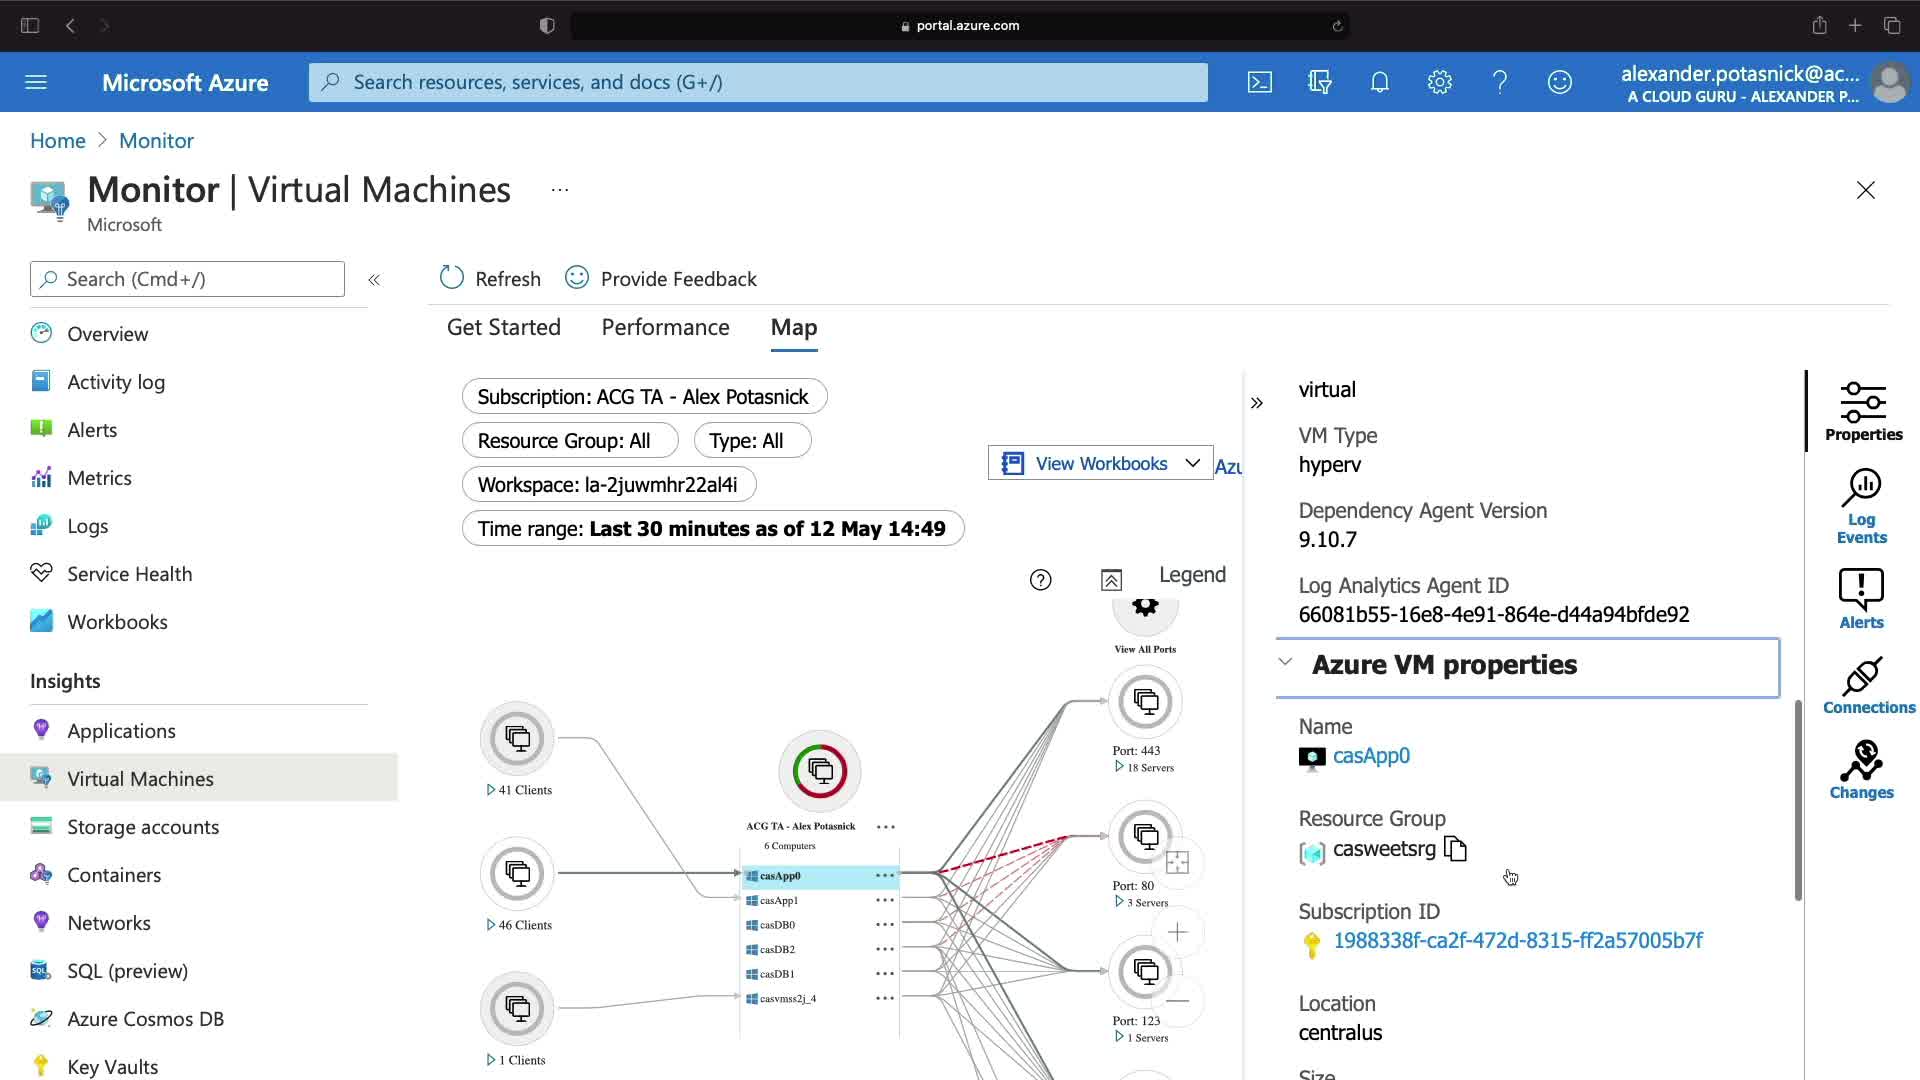 portal.azure.com
Microsoft Azure
Search resources, services, and docs (G+/)
alexander.potasnick@ac...
A CLOUD GURU - ALEXANDER P...
Home > Monitor
Monitor | Virtual Machines ...
Microsoft
Search (Cmd+/)
«
Overview
Activity log
Alerts
Metrics
Logs
Service Health
Workbooks
Insights
Applications
Virtual Machines
Storage accounts
Containers
Networks
SQL (preview)
Azure Cosmos DB
Key Vaults
Refresh
Provide Feedback
Get Started
Performance
Map
Subscription: ACG TA - Alex Potasnick
Resource Group: All
Type: All
Workspace: la-2juwmhr22al4i
Time range: Last 30 minutes as of 12 May 14:49
View Workbooks
Azu
Legend
View All Ports
41 Clients
46 Clients
1 Clients
ACG TA - Alex Potasnick
6 Computers
casApp0
casApp1
casDB0
casDB2
casDB1
casvmss2j_4
Port: 443
18 Servers
Port: 80
3 Servers
Port: 123
1 Servers
»
virtual
VM Type
hyperv
Dependency Agent Version
9.10.7
Log Analytics Agent ID
66081b55-16e8-4e91-864e-d44a94bfde92
Azure VM properties
Name
casApp0
Resource Group
casweetsrg
Subscription ID
1988338f-ca2f-472d-8315-ff2a57005b7f
Location
centralus
Size
Properties
Log
Events
Alerts
Connections
Changes